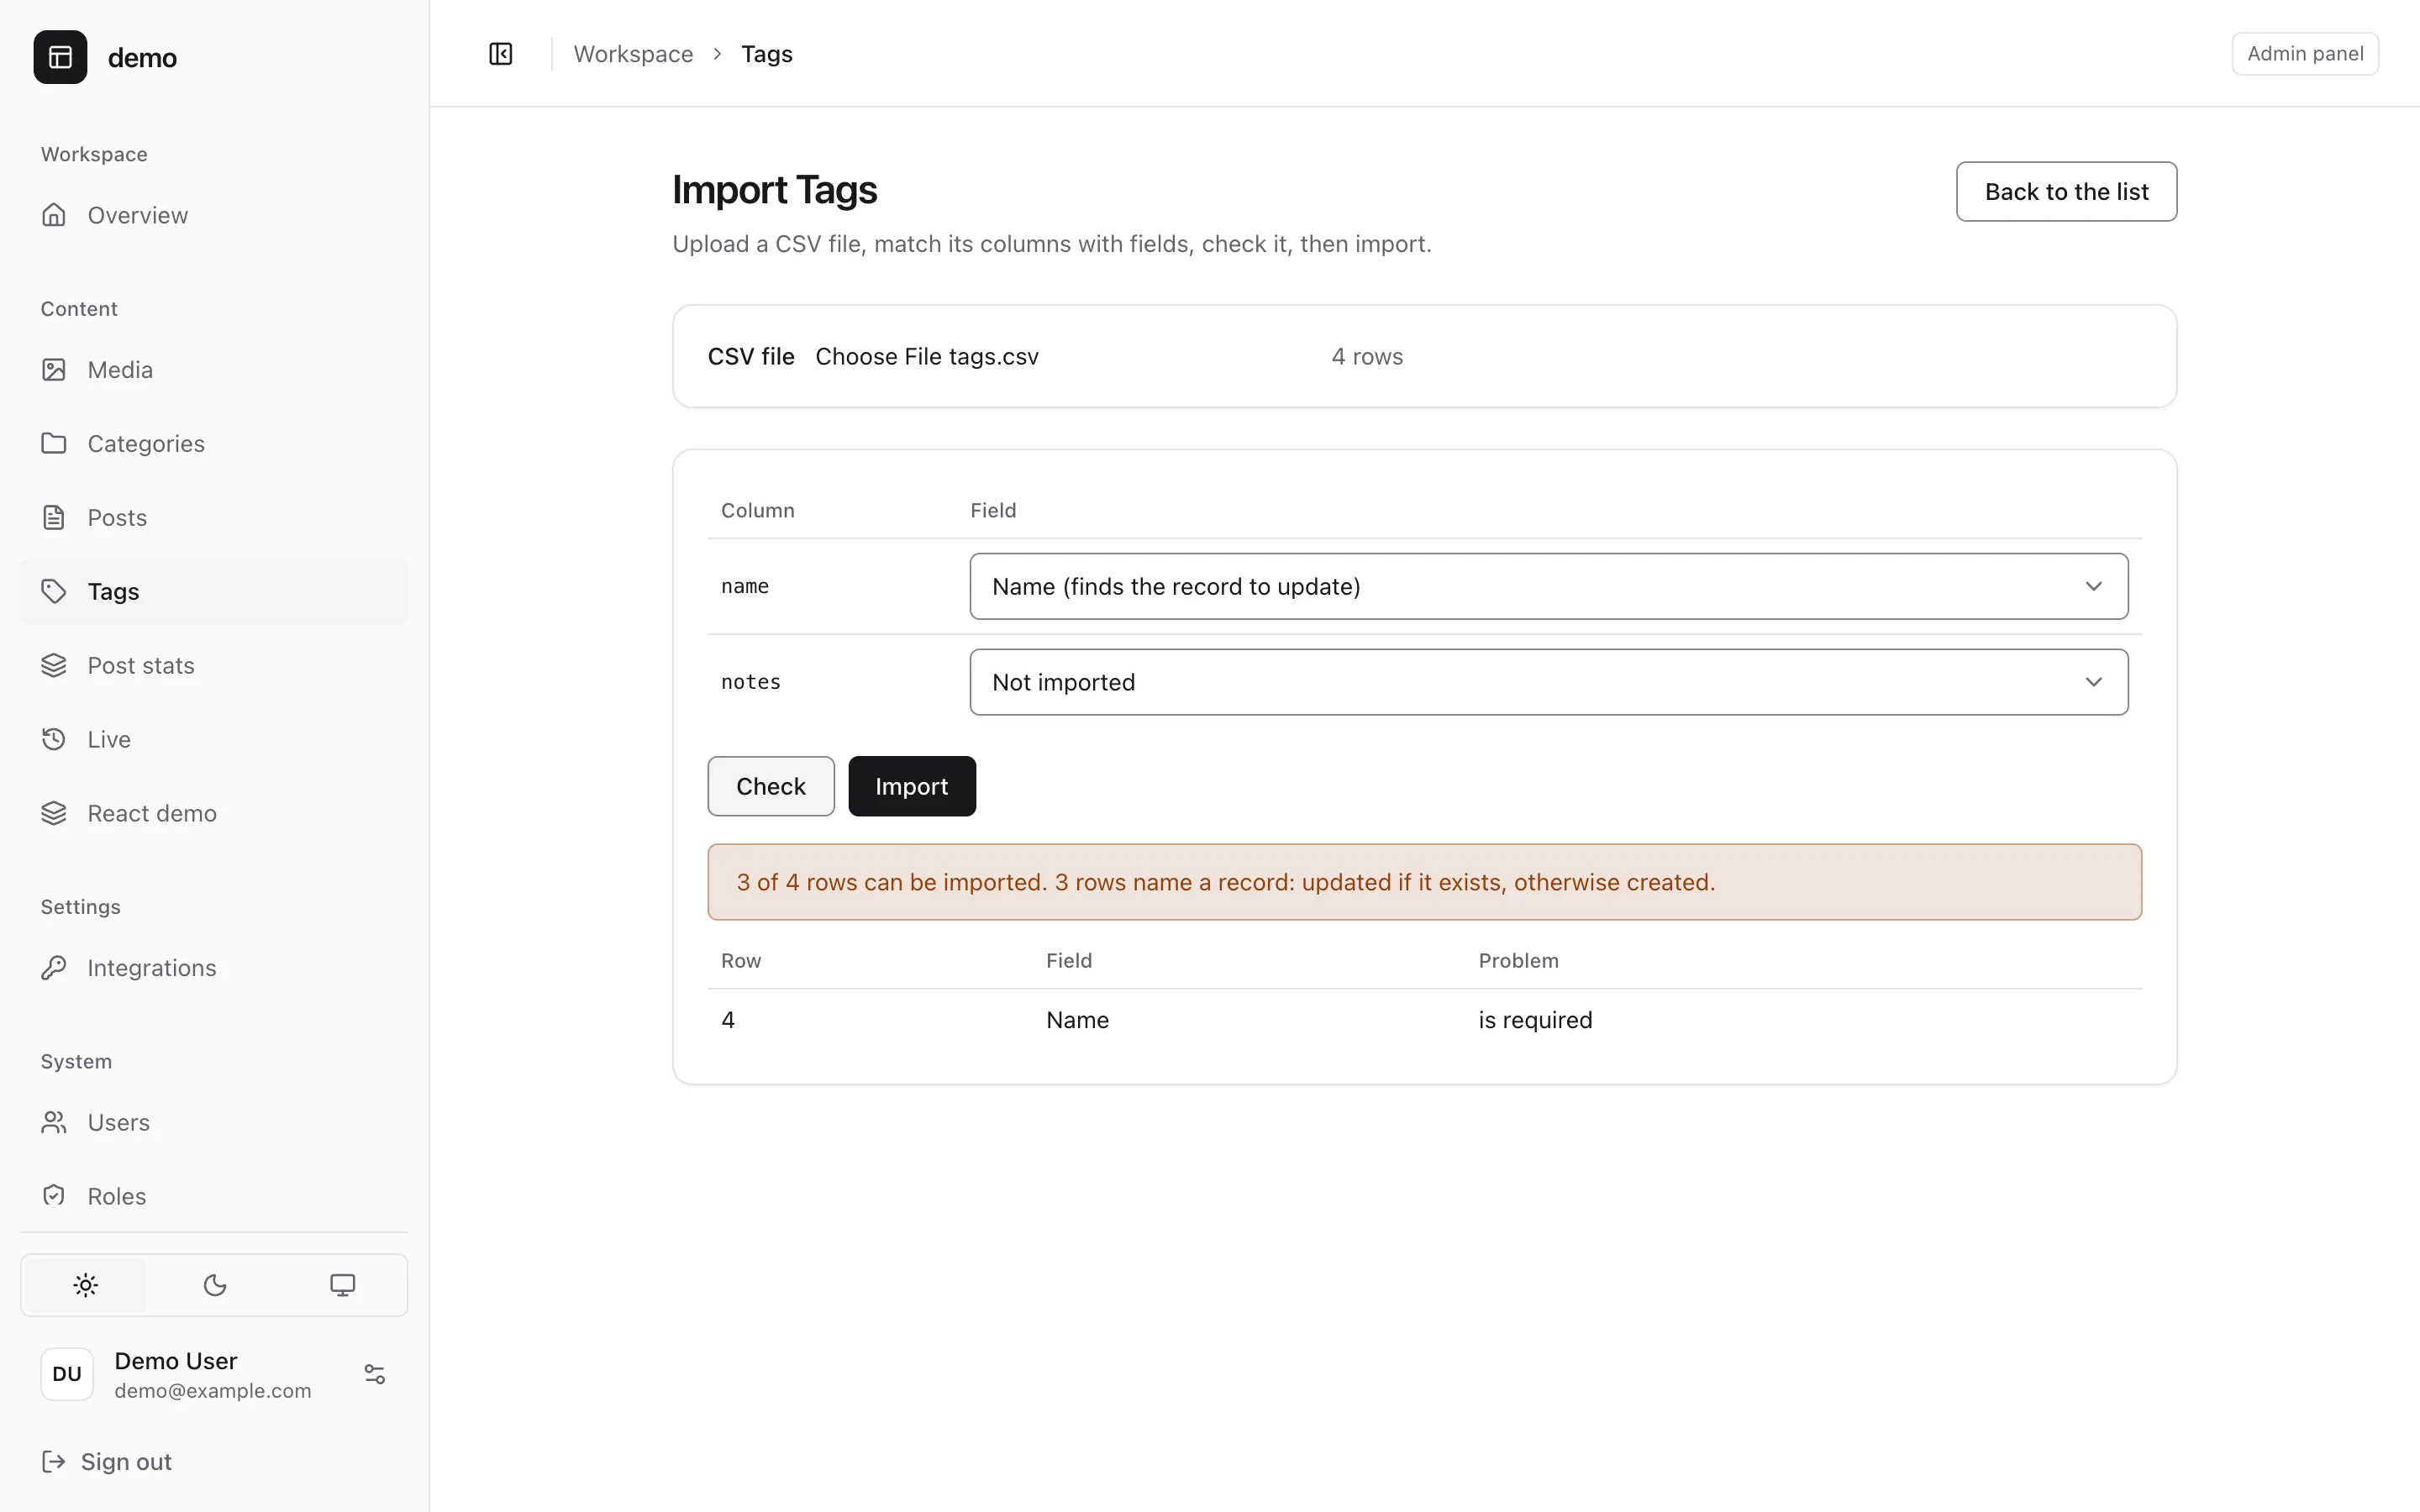 demo
Workspace
Overview
Content
Media
Categories
Posts
Tags
Post stats
Live
React demo
Settings
Integrations
System
Users
Roles
DU
Demo User
demo@example.com
Sign out
Workspace > Tags
Admin panel
Import Tags
Back to the list
Upload a CSV file, match its columns with fields, check it, then import.
CSV file Choose File tags.csv 4 rows
Column Field
name Name (finds the record to update)
notes Not imported
Check Import
3 of 4 rows can be imported. 3 rows name a record: updated if it exists, otherwise created.
Row Field Problem
4 Name is required